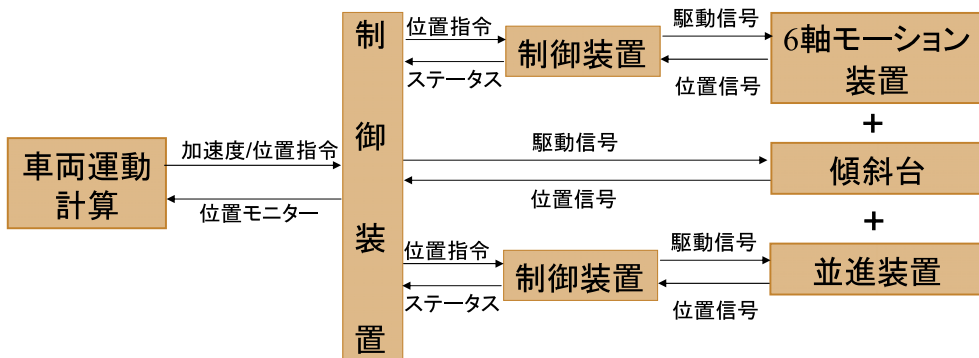 位置指令
ステータス
制御装置
駆動信号
位置信号
6軸モーション
装置
+
車両運動
計算
加速度/位置指令
位置モニター
制
御
装
置
駆動信号
位置信号
傾斜台
+
位置指令
ステータス
制御装置
駆動信号
位置信号
並進装置